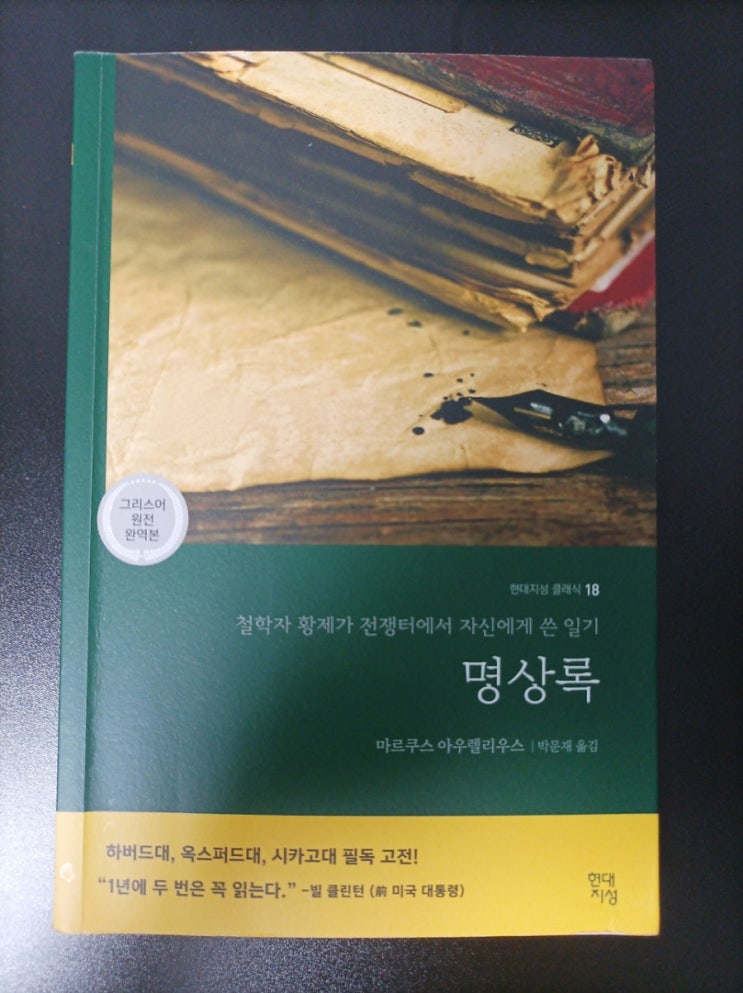 그리스어
원전
완역본
현대지성 클래식 18
철학자 황제가 전쟁터에서 자신에게 쓴 일기
명상록
마르쿠스 아우렐리우스 | 박문재 옮김
하버드대, 옥스퍼드대, 시카고대 필독 고전!
“1년에 두 번은 꼭 읽는다.” –빌 클린턴 (前 미국 대통령)
현대
지성